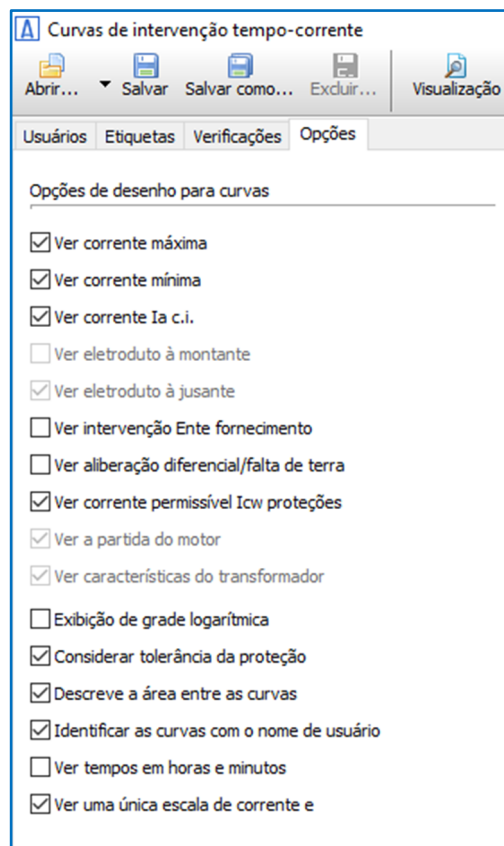 Curvas de intervenção tempo-corrente
Abrir... Salvar Salvar como... Excluir... Visualização
Usuários Etiquetas Verificações Opções
Opções de desenho para curvas
Ver corrente máxima
Ver corrente mínima
Ver corrente Ia c.i.
Ver eletroduto à montante
Ver eletroduto à jusante
Ver intervenção Ente fornecimento
Ver aliberação diferencial/falta de terra
Ver corrente permissível Icw proteções
Ver a partida do motor
Ver características do transformador
Exibição de grade logarítmica
Considerar tolerância da proteção
Descreve a área entre as curvas
Identificar as curvas com o nome de usuário
Ver tempos em horas e minutos
Ver uma única escala de corrente e